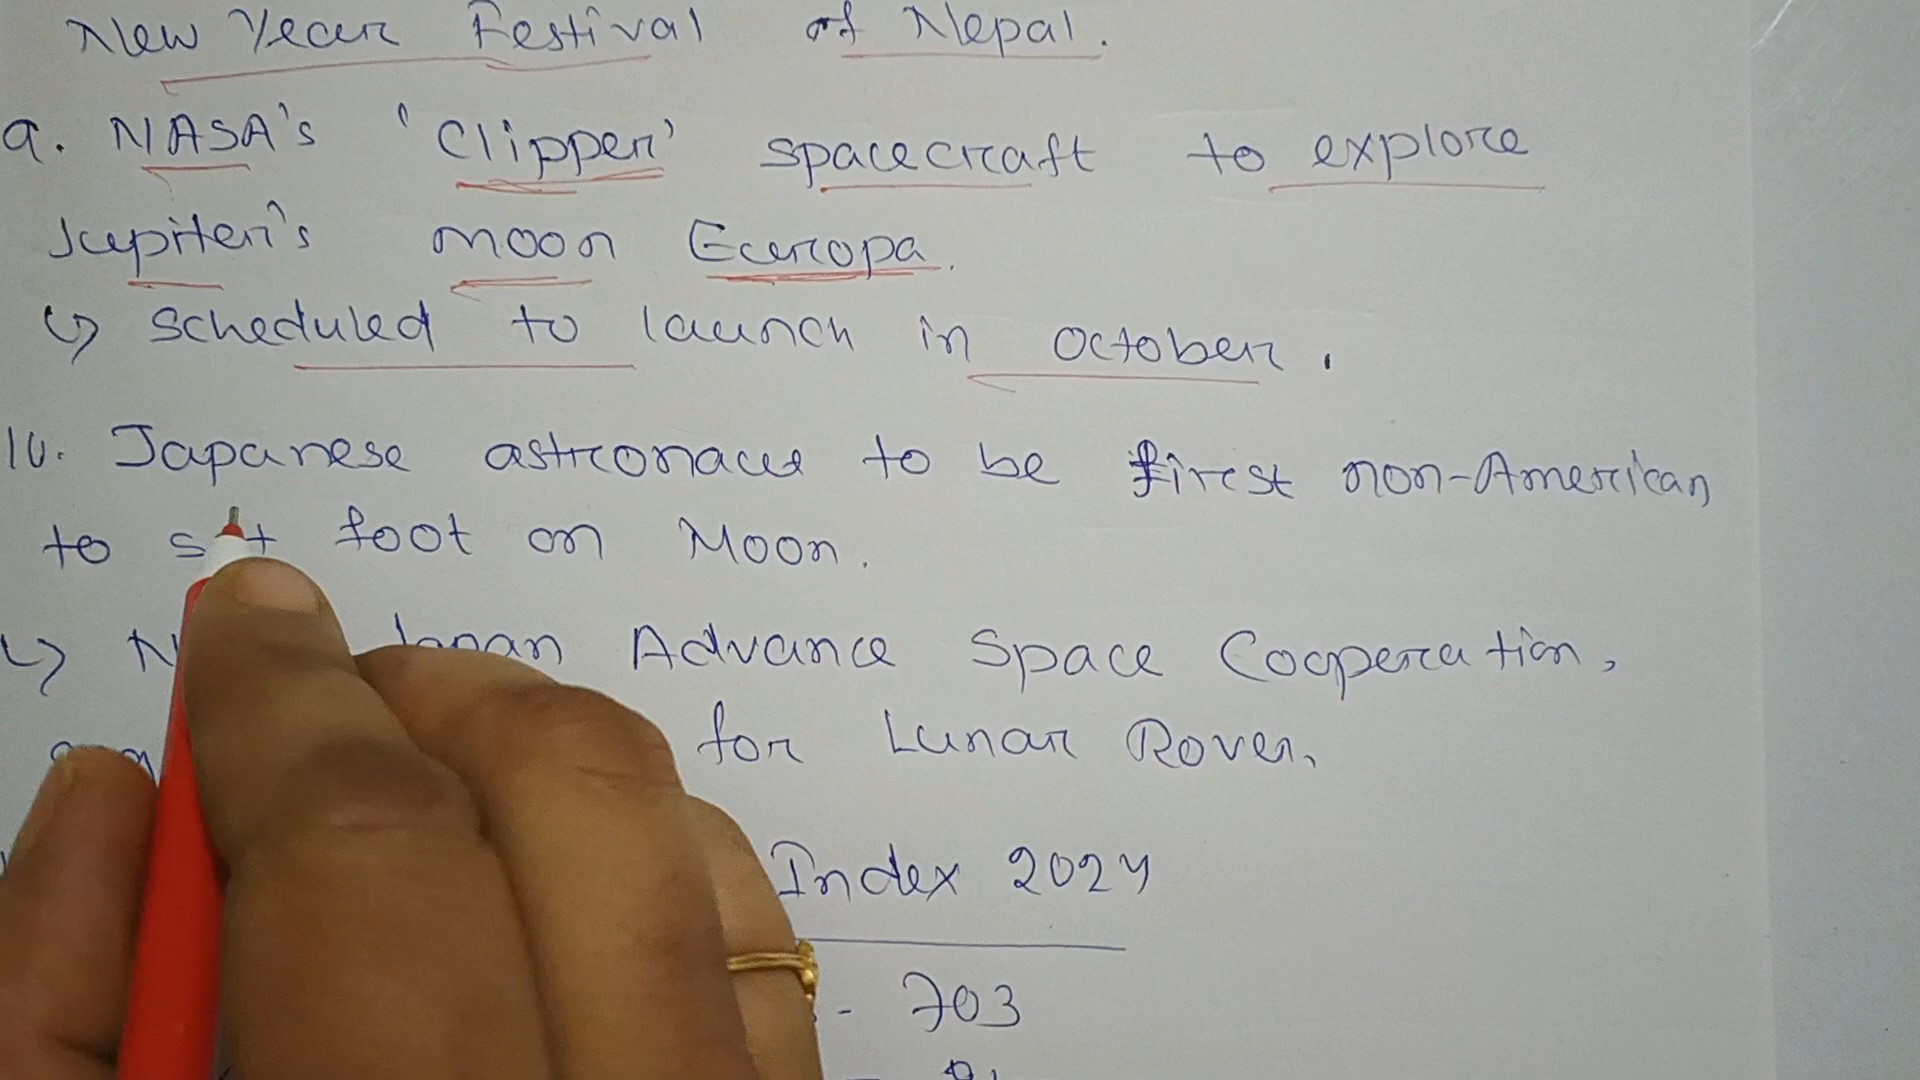 New Year Festival of Nepal.
9. NASA's 'Clipper' spacecraft to explore
Jupiter's moon Europa.
↳ scheduled to launch in October.
10. Japanese astronaut to be first non-American
to set foot on Moon.
↳ Japan Advance Space Cooperation,
for Lunar Rover.
Index 2024
- 703